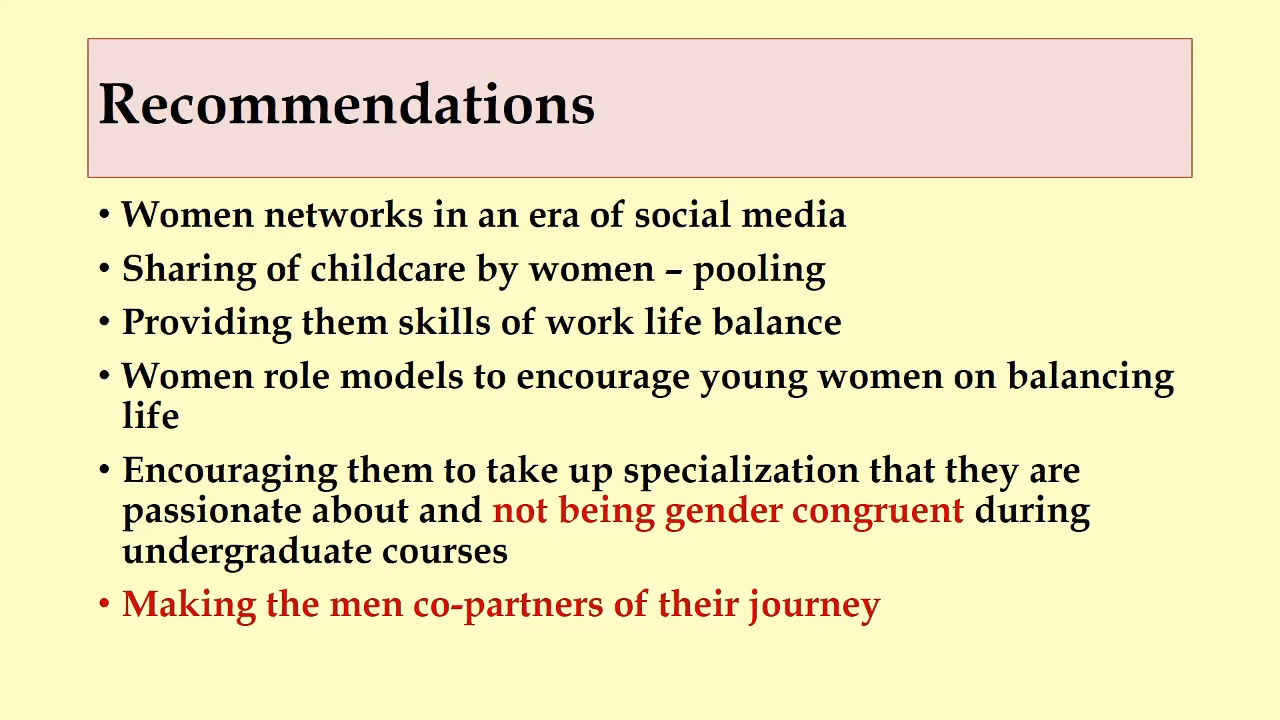 Recommendations
• Women networks in an era of social media
• Sharing of childcare by women – pooling
• Providing them skills of work life balance
• Women role models to encourage young women on balancing
life
• Encouraging them to take up specialization that they are
passionate about and not being gender congruent during
undergraduate courses
• Making the men co-partners of their journey